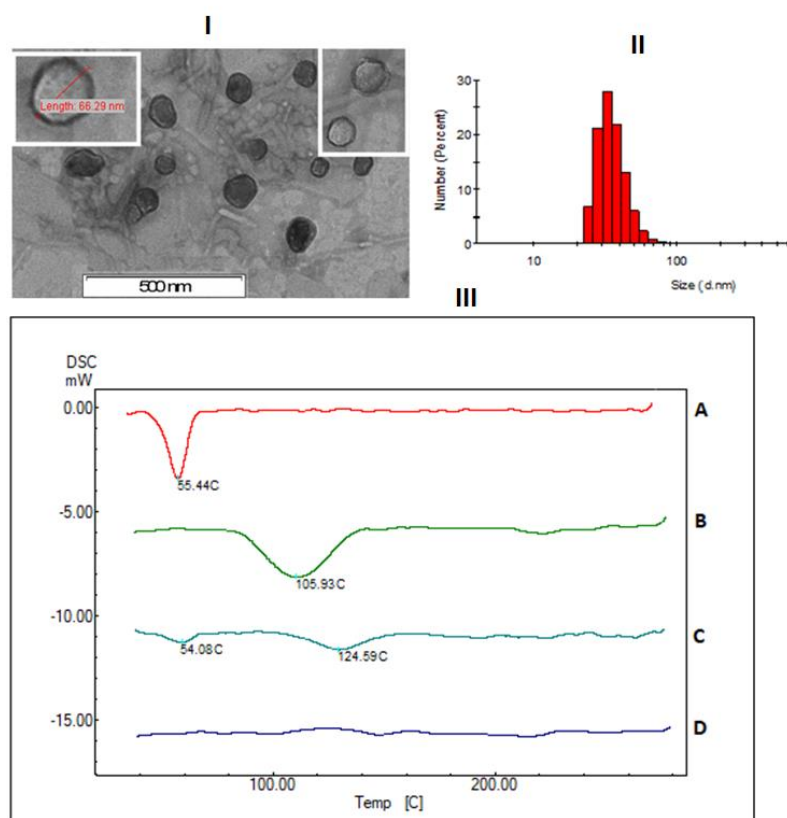 I
Length: 66.29 nm
500 nm
II
Number (Percent)
30
20
10
0
10
100
Size (d.nm)
III
DSC
mW
0.00
-5.00
-10.00
-15.00
A
55.44C
B
105.93C
C
54.08C
124.59C
D
100.00
200.00
Temp [C]